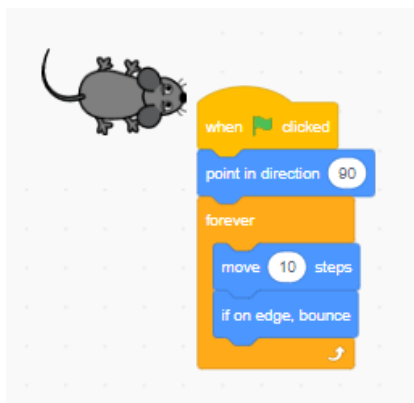 when clicked
point in direction 90
forever
move 10 steps
if on edge, bounce